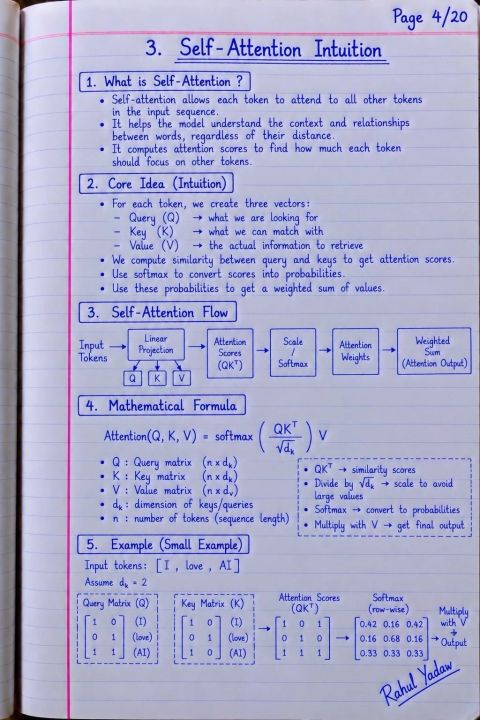 Page 4/20
3. Self-Attention Intuition
1. What is Self-Attention ?
• Self-attention allows each token to attend to all other tokens
in the input sequence.
• It helps the model understand the context and relationships
between words, regardless of their distance.
• It computes attention scores to find how much each token
should focus on other tokens.
2. Core Idea (Intuition)
• For each token, we create three vectors:
– Query (Q) → what we are looking for
– Key (K) → what we can match with
– Value (V) → the actual information to retrieve
• We compute similarity between query and keys to get attention scores.
• Use softmax to convert scores into probabilities.
• Use these probabilities to get a weighted sum of values.
3. Self-Attention Flow
Input
Tokens
→
Linear
Projection
Q K V
→
Attention
Scores
(QKᵀ)
→
Scale
/
Softmax
→
Attention
Weights
→
Weighted
Sum
(Attention Output)
4. Mathematical Formula
Attention(Q, K, V) = softmax ( QKᵀ / √dₖ ) V
• Q : Query matrix (n x dₖ)
• K : Key matrix (n x dₖ)
• V : Value matrix (n x dᵥ)
• dₖ : dimension of keys/queries
• n : number of tokens (sequence length)
• QKᵀ → similarity scores
• Divide by √dₖ → scale to avoid
large values
• Softmax → convert to probabilities
• Multiply with V → get final output
5. Example (Small Example)
Input tokens: [ I , love , AI ]
Assume dₖ = 2
Query Matrix (Q)
1 0 (I)
0 1 (love)
1 1 (AI)
Key Matrix (K)
1 0 (I)
0 1 (love)
0 1 (AI)
→
Attention Scores
(QKᵀ)
1 0 1
0 1 0
1 1 1
→
Softmax
(row-wise)
0.42 0.16 0.42
0.16 0.68 0.16
0.33 0.33 0.33
→
Multiply
with V
→
Output
Rahul Yadaw